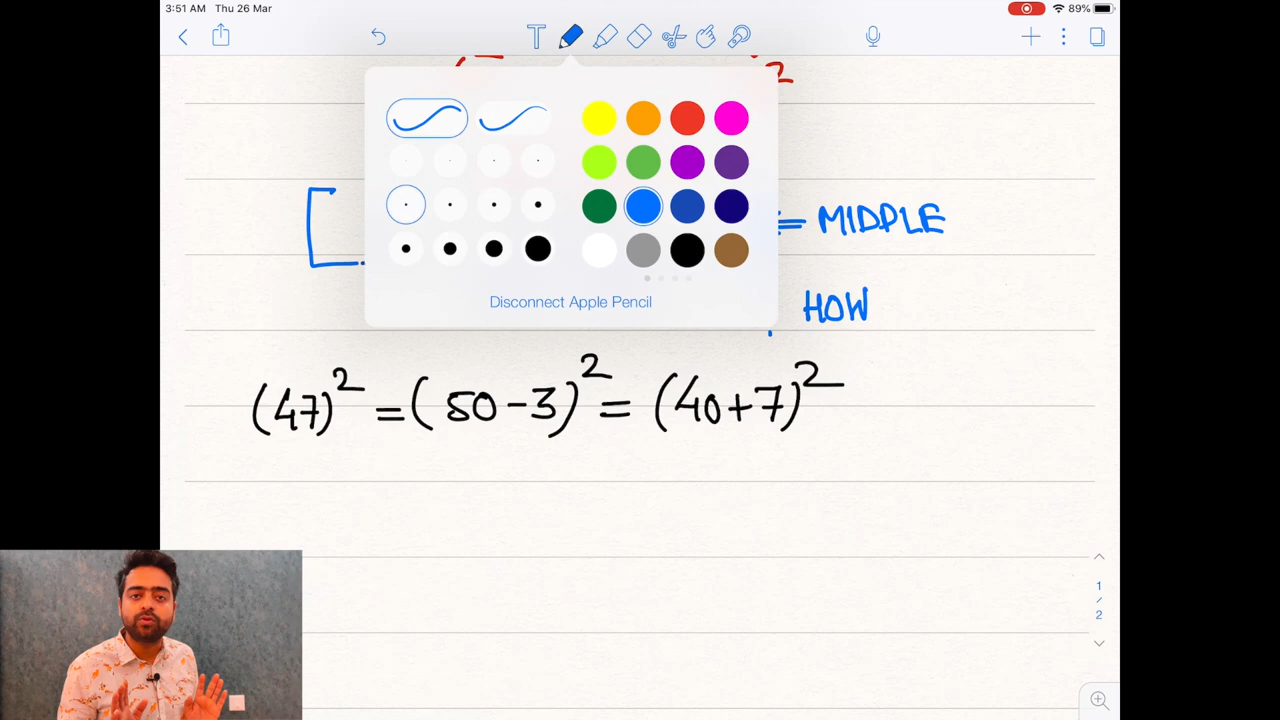 3:51 AM Thu 26 Mar
89%
T
2
= MIDDLE
Disconnect Apple Pencil
HOW
(47)² = (50-3)² = (40+7)²
1
2